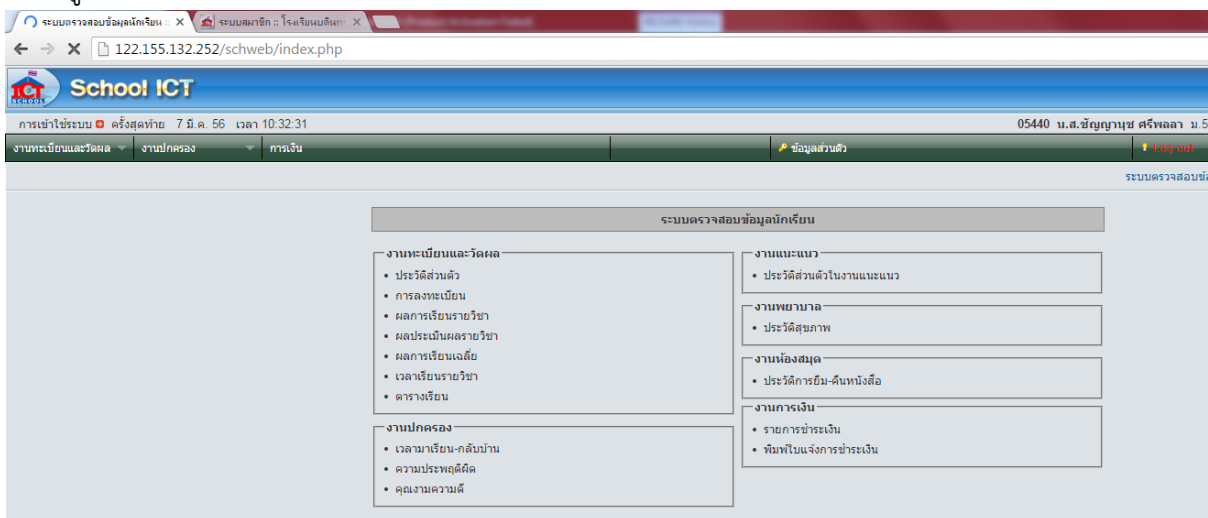 ระบบตรวจสอบข้อมูลนักเรียน ::
ระบบสมาชิก :: โรงเรียนบดินทร
122.155.132.252/schweb/index.php
ICT SCHOOL
School ICT
การเข้าใช้ระบบ ครั้งสุดท้าย 7 มี.ค. 56 เวลา 10:32:31
05440 น.ส.ชัญญานุช ศรีพลลา ม.5
งานทะเบียนและวัดผล งานปกครอง การเงิน ข้อมูลส่วนตัว Log out
ระบบตรวจสอบข้
ระบบตรวจสอบข้อมูลนักเรียน
งานทะเบียนและวัดผล
• ประวัติส่วนตัว
• การลงทะเบียน
• ผลการเรียนรายวิชา
• ผลประเมินผลรายวิชา
• ผลการเรียนเฉลี่ย
• เวลาเรียนรายวิชา
• ตารางเรียน
งานปกครอง
• เวลามาเรียน-กลับบ้าน
• ความประพฤติผิด
• คุณงามความดี
งานแนะแนว
• ประวัติส่วนตัวในงานแนะแนว
งานพยาบาล
• ประวัติสุขภาพ
งานห้องสมุด
• ประวัติการยืม-คืนหนังสือ
งานการเงิน
• รายการชำระเงิน
• พิมพ์ใบแจ้งการชำระเงิน